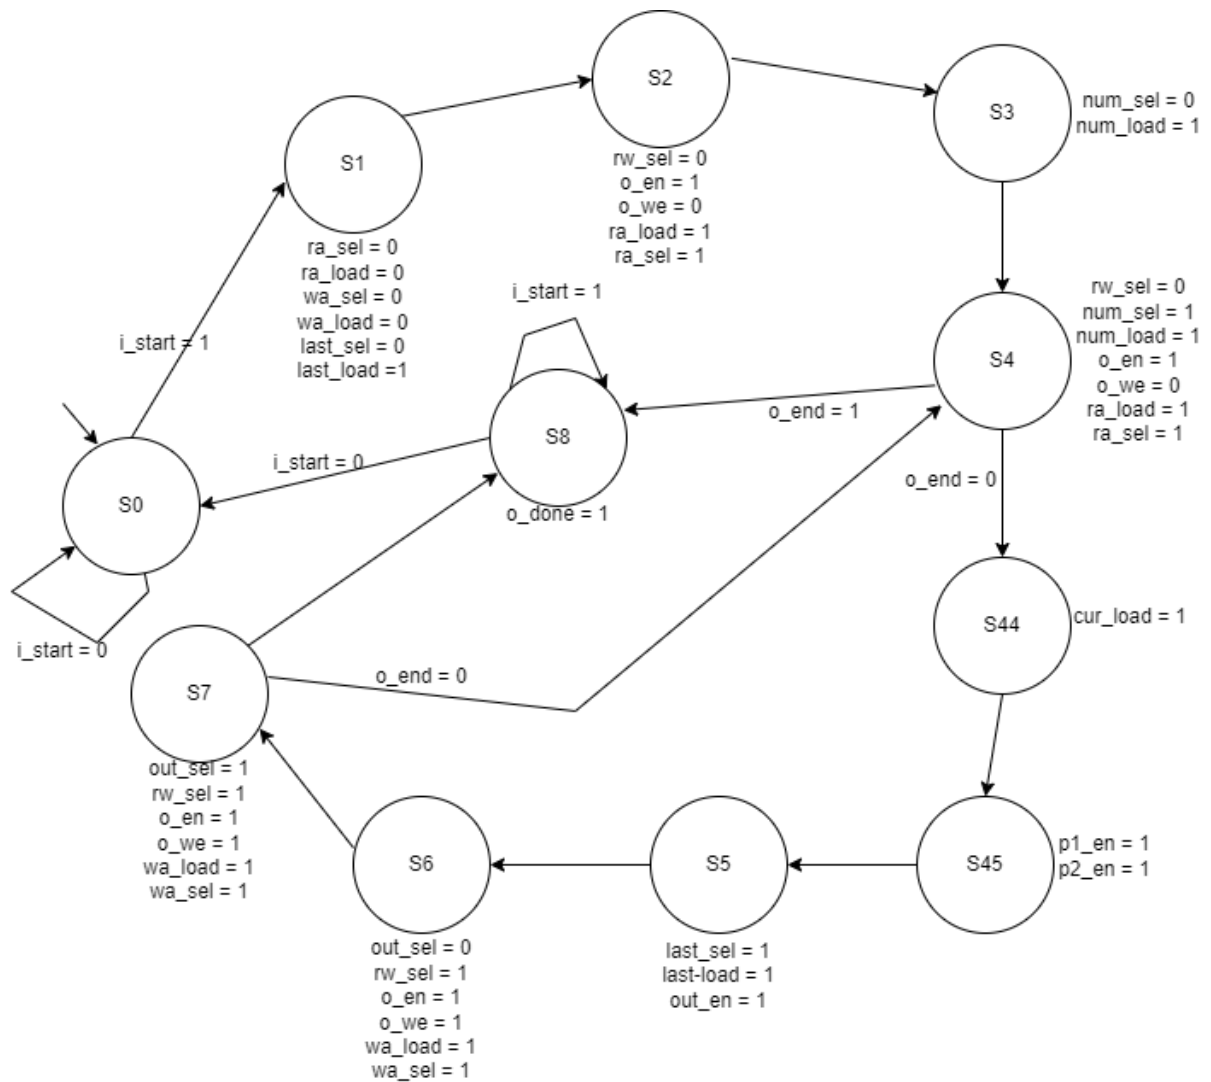 S2
S3
num_sel = 0
num_load = 1
S1
rw_sel = 0
o_en = 1
o_we = 0
ra_load = 1
ra_sel = 1
ra_sel = 0
ra_load = 0
wa_sel = 0
wa_load = 0
last_sel = 0
last_load =1
i_start = 1
i_start = 1
rw_sel = 0
num_sel = 1
num_load = 1
o_en = 1
o_we = 0
ra_load = 1
ra_sel = 1
S4
o_end = 1
S8
o_done = 1
i_start = 0
o_end = 0
S0
i_start = 0
S44
cur_load = 1
S7
o_end = 0
out_sel = 1
rw_sel = 1
o_en = 1
o_we = 1
wa_load = 1
wa_sel = 1
S6
S5
S45
p1_en = 1
p2_en = 1
out_sel = 0
rw_sel = 1
o_en = 1
o_we = 1
wa_load = 1
wa_sel = 1
last_sel = 1
last-load = 1
out_en = 1